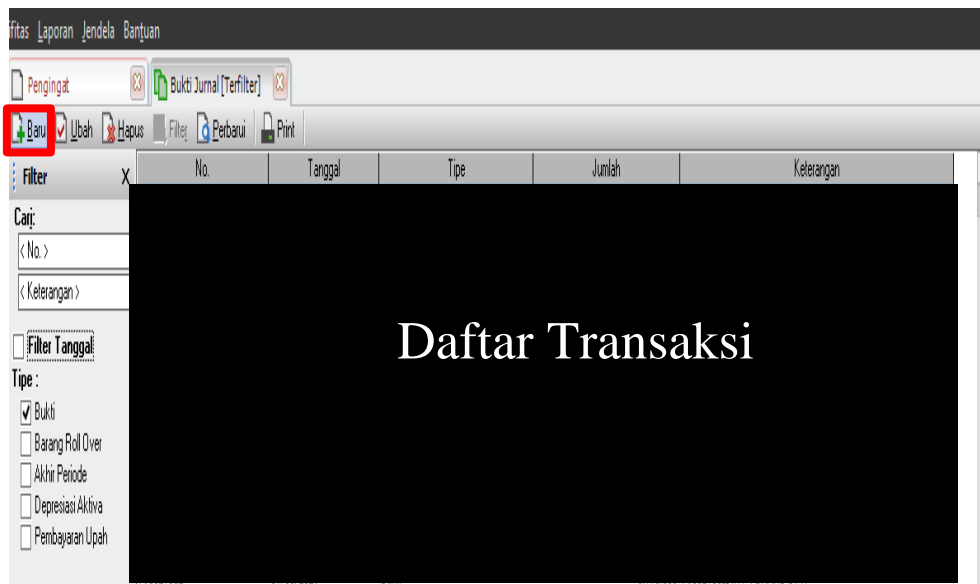 ifitas Laporan Jendela Bantuan
Pengingat Bukti Jurnal [Terfilter]
Baru Ubah Hapus Filter Perbarui Print
Filter X No. Tanggal Tipe Jumlah Keterangan
Cari:
< No. >
< Keterangan >
Daftar Transaksi
Filter Tanggal
Tipe :
Bukti
Barang Roll Over
Akhir Periode
Depresiasi Aktiva
Pembayaran Upah